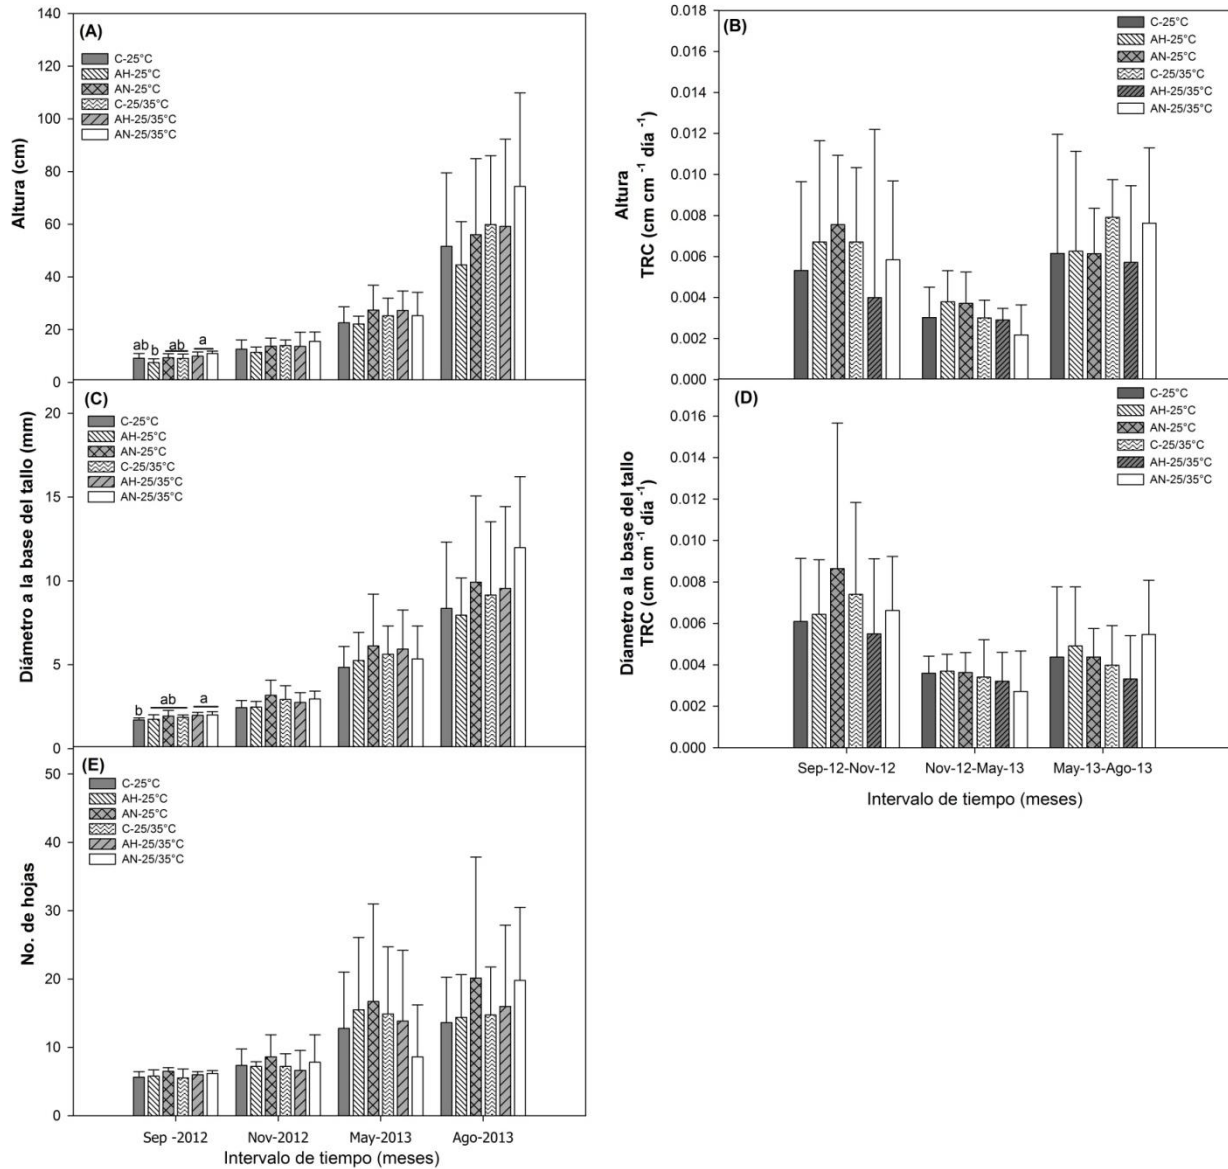 (A)
Altura (cm)
140
120
100
80
60
40
20
0
C-25°C
AH-25°C
AN-25°C
C-25/35°C
AH-25/35°C
AN-25/35°C
ab
b
ab
a
(B)
Altura
TRC (cm cm -1 día -1)
0.018
0.016
0.014
0.012
0.010
0.008
0.006
0.004
0.002
0.000
C-25°C
AH-25°C
AN-25°C
C-25/35°C
AH-25/35°C
AN-25/35°C
(C)
Diámetro a la base del tallo (mm)
20
15
10
5
0
C-25°C
AH-25°C
AN-25°C
C-25/35°C
AH-25/35°C
AN-25/35°C
b
ab
a
(D)
Diametro a la base del tallo
TRC (cm cm -1 día -1)
0.016
0.014
0.012
0.010
0.008
0.006
0.004
0.002
0.000
C-25°C
AH-25°C
AN-25°C
C-25/35°C
AH-25/35°C
AN-25/35°C
Sep-12-Nov-12 Nov-12-May-13 May-13-Ago-13
Intervalo de tiempo (meses)
(E)
No. de hojas
50
40
30
20
10
0
C-25°C
AH-25°C
AN-25°C
C-25/35°C
AH-25/35°C
AN-25/35°C
Sep -2012 Nov-2012 May-2013 Ago-2013
Intervalo de tiempo (meses)